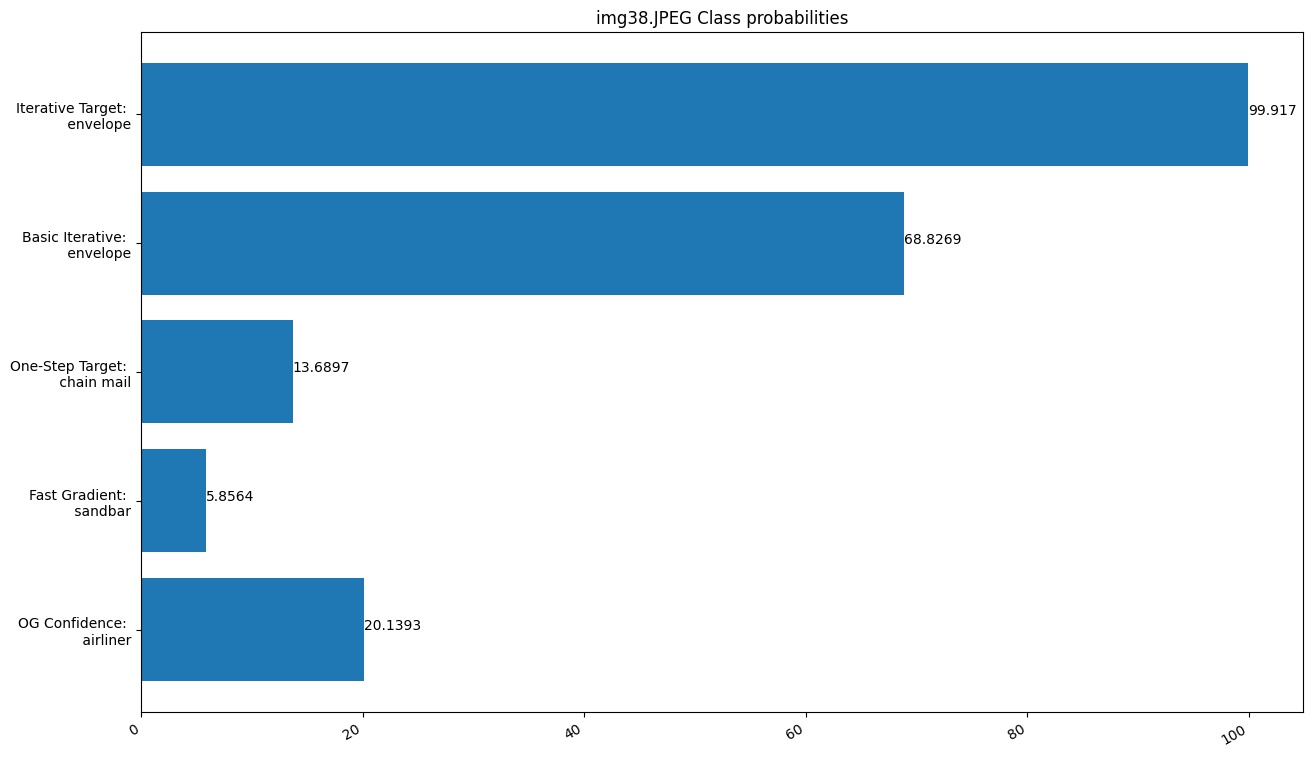 img38.JPEG Class probabilities
Iterative Target:
envelope
99.917
Basic Iterative:
envelope
68.8269
One-Step Target:
chain mail
13.6897
Fast Gradient:
sandbar
5.8564
OG Confidence:
airliner
20.1393
0
20
40
60
80
100